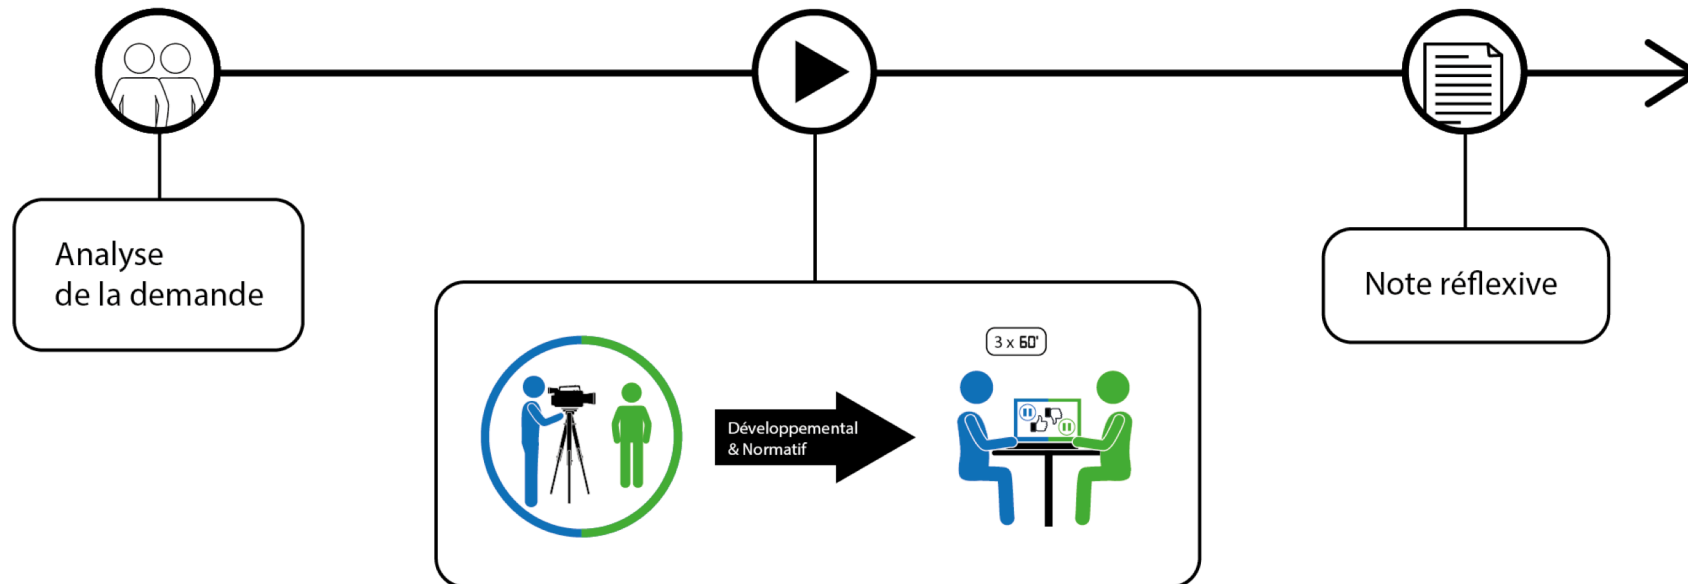 Analyse
de la demande
3 x 60'
Développemental
& Normatif
Note réflexive